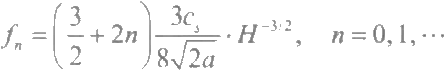 f_n = (3/2 + 2n) 3c_s / 8√2a · H^{-3/2},  n = 0,1,⋯